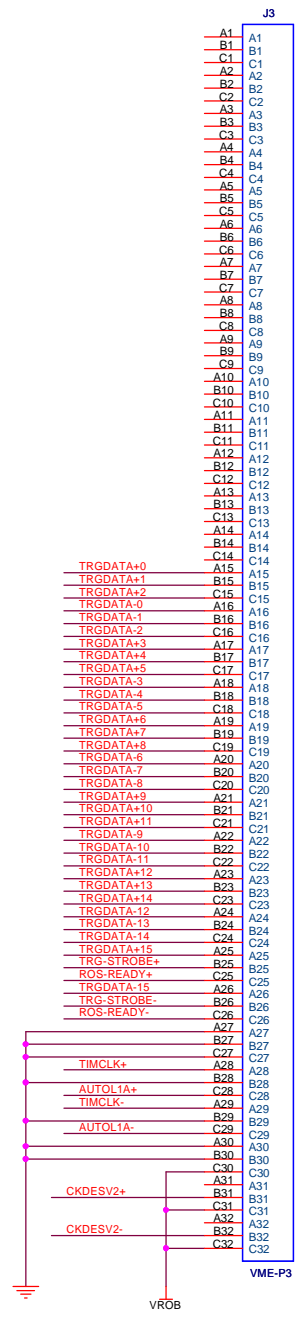 J3
A1 A1
B1 B1
C1 C1
A2 A2
B2 B2
C2 C2
A3 A3
B3 B3
C3 C3
A4 A4
B4 B4
C4 C4
A5 A5
B5 B5
C5 C5
A6 A6
B6 B6
C6 C6
A7 A7
B7 B7
C7 C7
A8 A8
B8 B8
C8 C8
A9 A9
B9 B9
C9 C9
A10 A10
B10 B10
C10 C10
A11 A11
B11 B11
C11 C11
A12 A12
B12 B12
C12 C12
A13 A13
B13 B13
C13 C13
A14 A14
B14 B14
C14 C14
TRGDATA+0 A15 A15
TRGDATA+1 B15 B15
TRGDATA+2 C15 C15
TRGDATA-0 A16 A16
TRGDATA-1 B16 B16
TRGDATA-2 C16 C16
TRGDATA+3 A17 A17
TRGDATA+4 B17 B17
TRGDATA+5 C17 C17
TRGDATA-3 A18 A18
TRGDATA-4 B18 B18
TRGDATA-5 C18 C18
TRGDATA+6 A19 A19
TRGDATA+7 B19 B19
TRGDATA+8 C19 C19
TRGDATA-6 A20 A20
TRGDATA-7 B20 B20
TRGDATA-8 C20 C20
TRGDATA+9 A21 A21
TRGDATA+10 B21 B21
TRGDATA+11 C21 C21
TRGDATA-9 A22 A22
TRGDATA-10 B22 B22
TRGDATA-11 C22 C22
TRGDATA+12 A23 A23
TRGDATA+13 B23 B23
TRGDATA+14 C23 C23
TRGDATA-12 A24 A24
TRGDATA-13 B24 B24
TRGDATA-14 C24 C24
TRGDATA+15 A25 A25
TRG-STROBE+ B25 B25
ROS-READY+ C25 C25
TRGDATA-15 A26 A26
TRG-STROBE- B26 B26
ROS-READY- C26 C26
A27 A27
B27 B27
C27 C27
TIMCLK+ A28 A28
B28 B28
AUTOL1A+ C28 C28
TIMCLK- A29 A29
B29 B29
AUTOL1A- C29 C29
A30 A30
B30 B30
C30 C30
A31 A31
CKDESV2+ B31 B31
C31 C31
A32 A32
CKDESV2- B32 B32
C32 C32
VME-P3
VROB